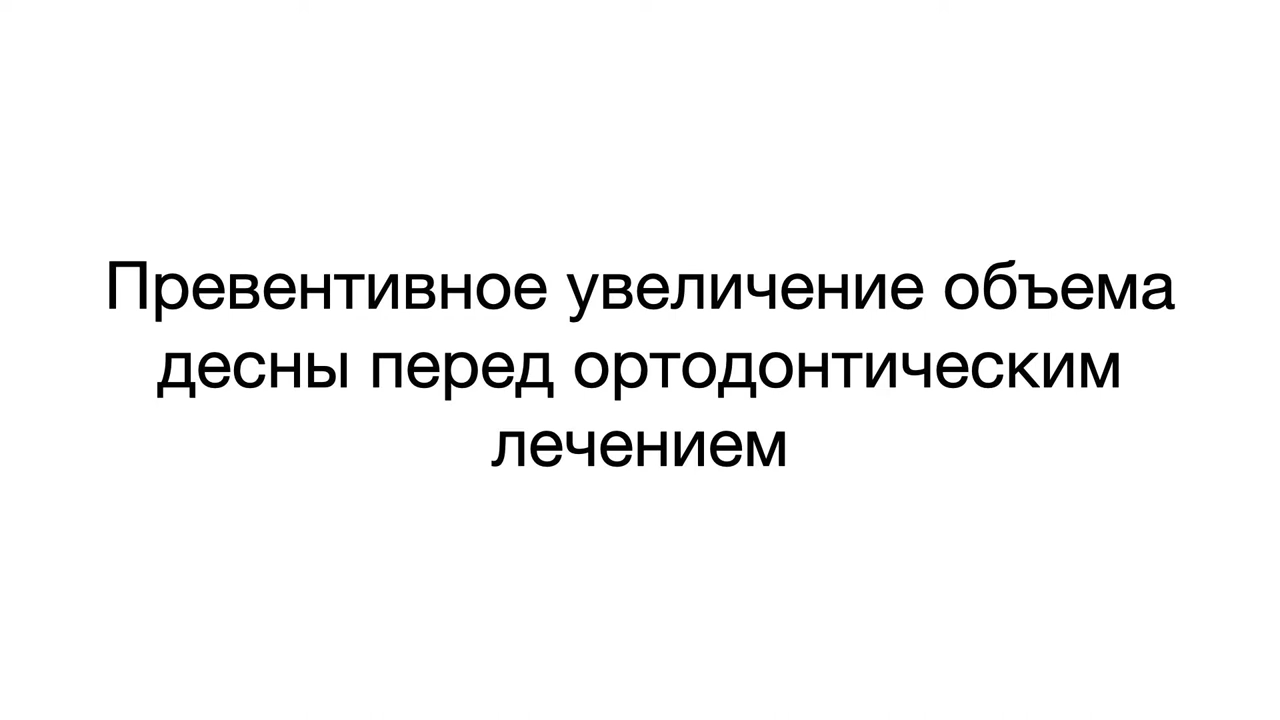 Превентивное увеличение объема
десны перед ортодонтическим
лечением